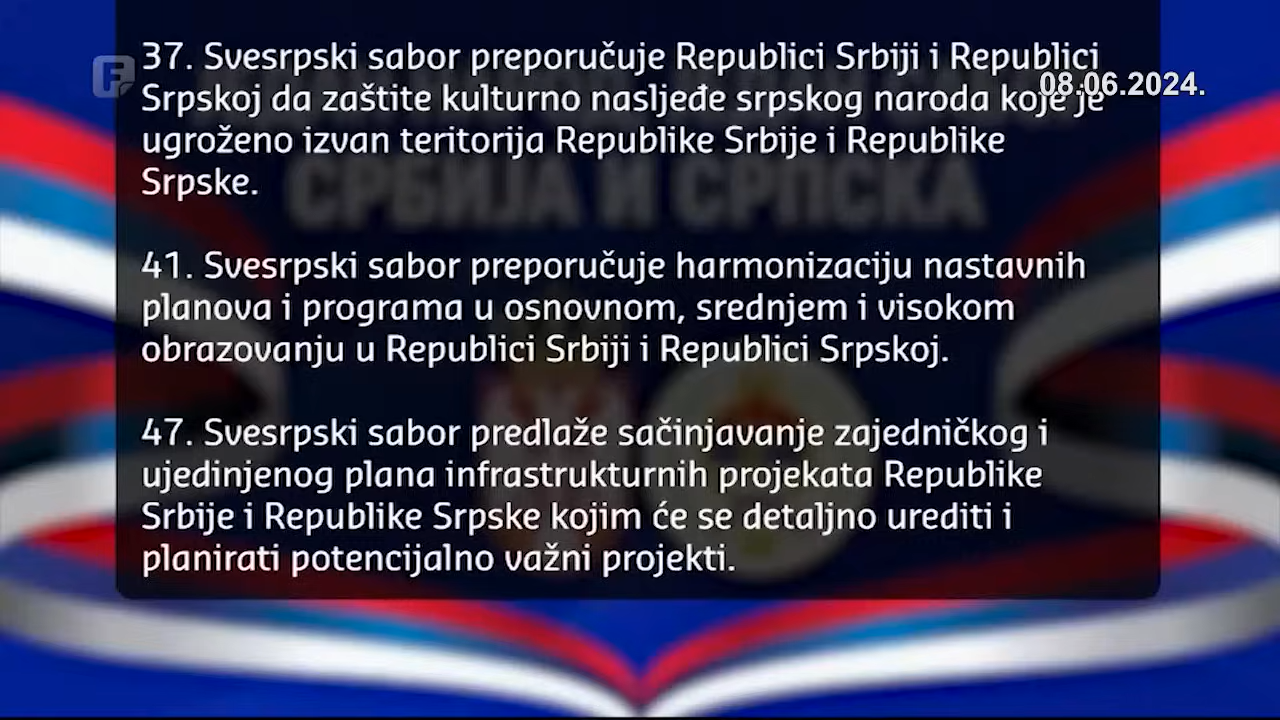 37. Svesrpski sabor preporučuje Republici Srbiji i Republici
Srpskoj da zaštite kulturno nasljeđe srpskog naroda koje je
ugroženo izvan teritorija Republike Srbije i Republike
Srpske.
08.06.2024.
F
СРБИЈА И СРПСКА
41. Svesrpski sabor preporučuje harmonizaciju nastavnih
planova i programa u osnovnom, srednjem i visokom
obrazovanju u Republici Srbiji i Republici Srpskoj.
47. Svesrpski sabor predlaže sačinjavanje zajedničkog i
ujedinjenog plana infrastrukturnih projekata Republike
Srbije i Republike Srpske kojim će se detaljno urediti i
planirati potencijalno važni projekti.